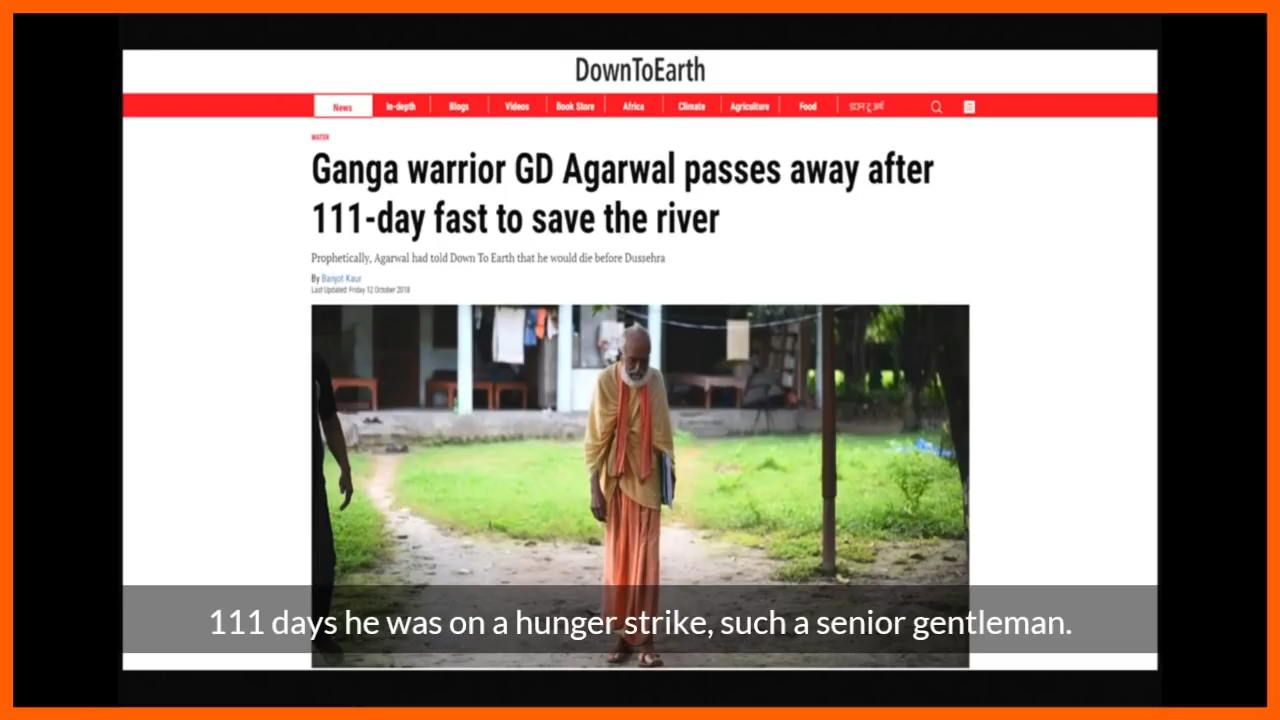 DownToEarth
News In-depth Blogs Videos Book Store Africa Climate Agriculture Food डाउन टू अर्थ
WATER
Ganga warrior GD Agarwal passes away after
111-day fast to save the river
Prophetically, Agarwal had told Down To Earth that he would die before Dussehra
By Banjot Kaur
Last Updated: Friday 12 October 2018
111 days he was on a hunger strike, such a senior gentleman.